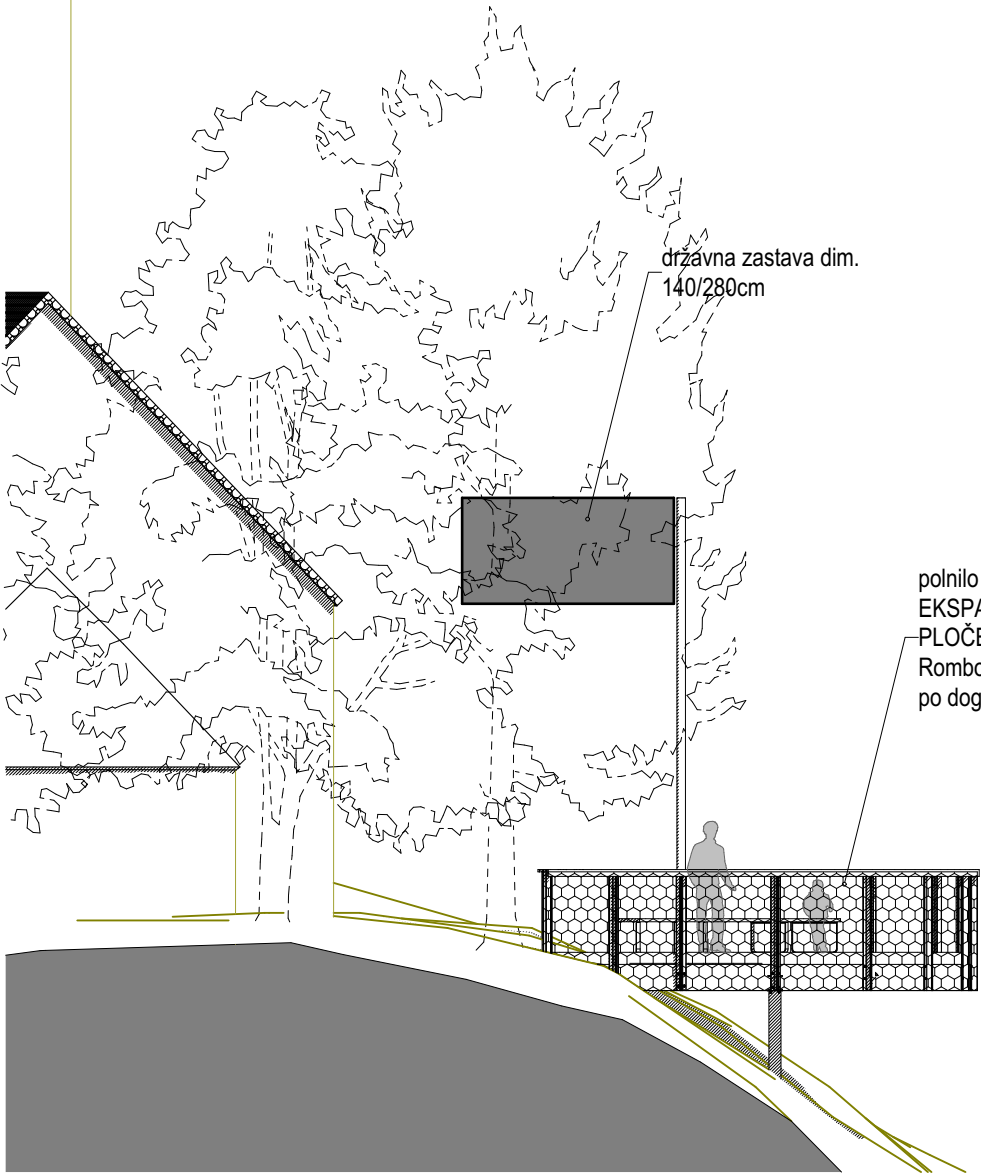 državna zastava dim.
140/280cm
polnilo
EKSPA
PLOČE
Rombo
po dog